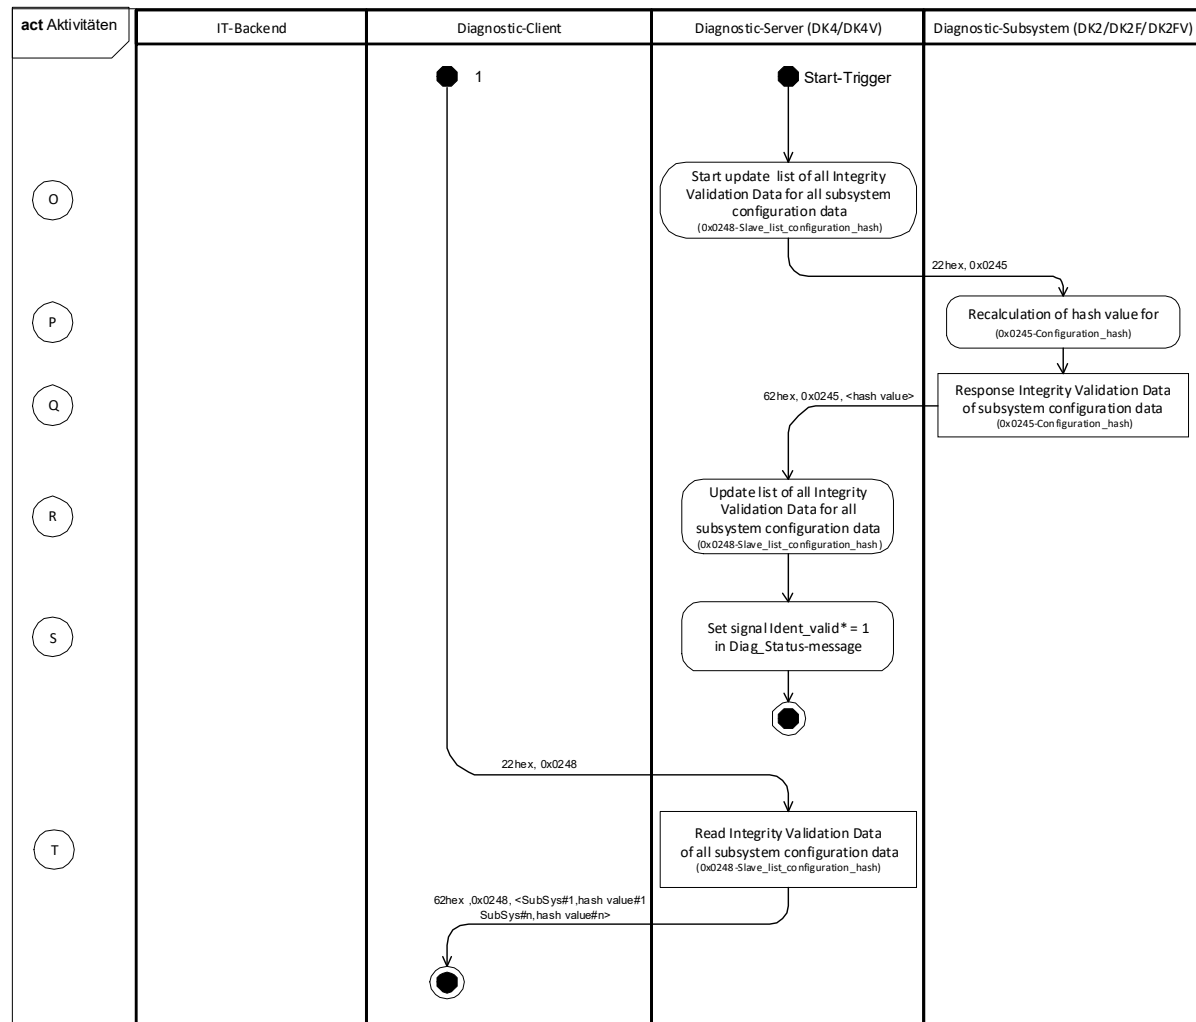 act Aktivitäten
IT-Backend
Diagnostic-Client
Diagnostic-Server (DK4/DK4V)
Diagnostic-Subsystem (DK2/DK2F/DK2FV)
1
Start-Trigger
O
Start update list of all Integrity
Validation Data for all subsystem
configuration data
(0x0248-Slave_list_configuration_hash)
22hex, 0x0245
P
Recalculation of hash value for
(0x0245-Configuration_hash)
Q
62hex, 0x0245, <hash value>
Response Integrity Validation Data
of subsystem configuration data
(0x0245-Configuration_hash)
R
Update list of all Integrity
Validation Data for all
subsystem configuration data
(0x0248-Slave_list_configuration_hash)
S
Set signal Ident_valid* = 1
in Diag_Status-message
22hex, 0x0248
T
Read Integrity Validation Data
of all subsystem configuration data
(0x0248-Slave_list_configuration_hash)
62hex ,0x0248, <SubSys#1,hash value#1
SubSys#n,hash value#n>